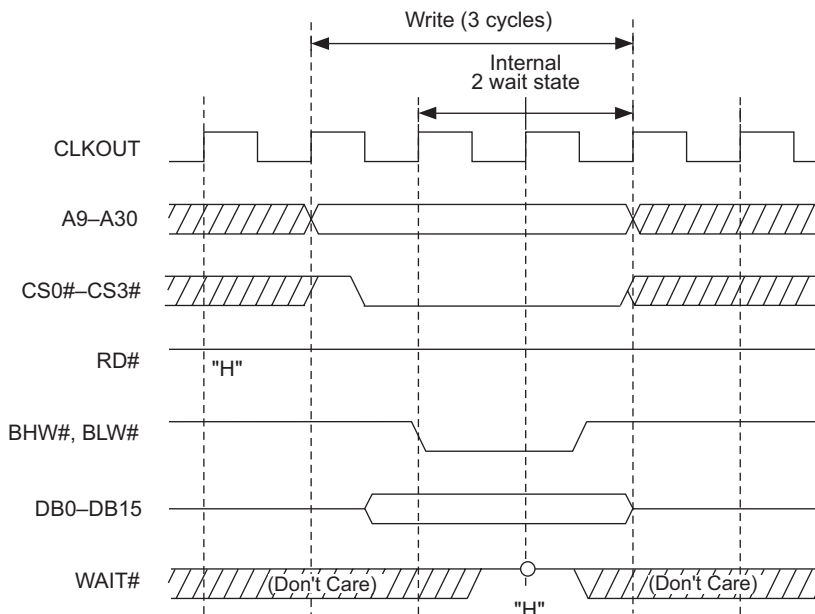 Write (3 cycles)
Internal
2 wait state
CLKOUT
A9–A30
CS0#–CS3#
RD#
"H"
BHW#, BLW#
DB0–DB15
WAIT#
(Don't Care)
(Don't Care)
"H"